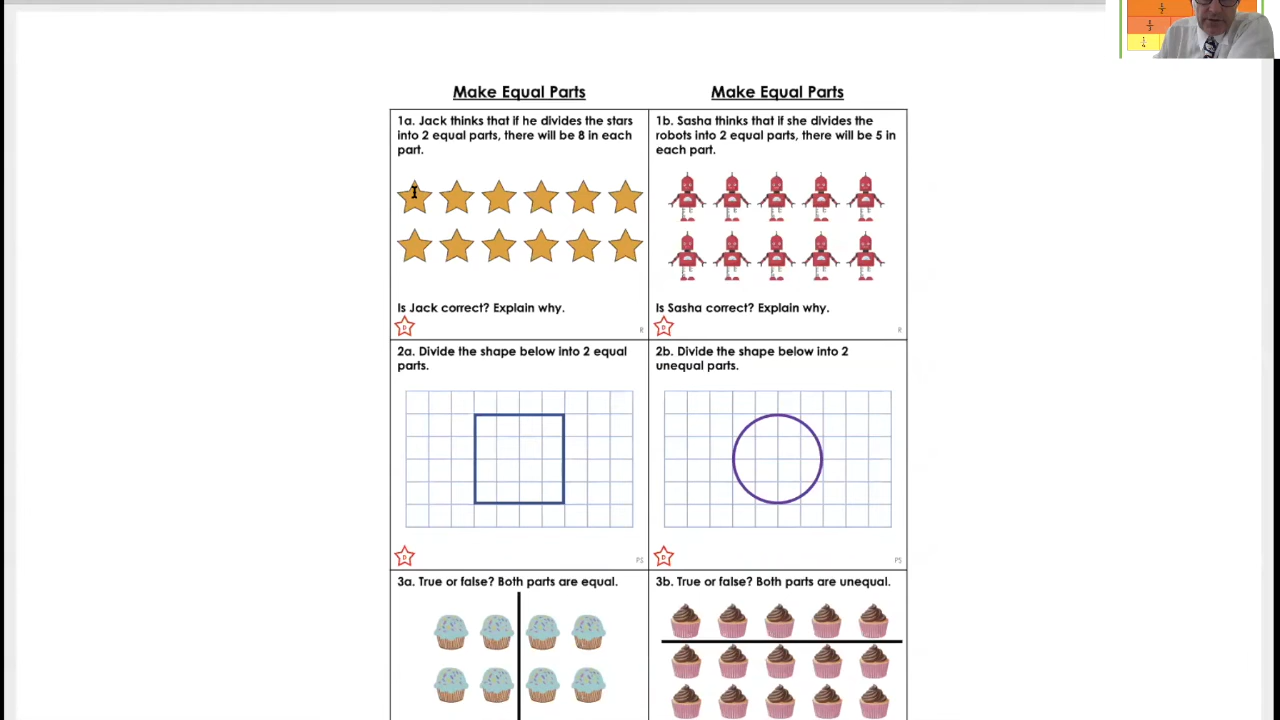 Make Equal Parts
Make Equal Parts
1a. Jack thinks that if he divides the stars
into 2 equal parts, there will be 8 in each
part.
Is Jack correct? Explain why.
D
R
1b. Sasha thinks that if she divides the
robots into 2 equal parts, there will be 5 in
each part.
Is Sasha correct? Explain why.
D
R
2a. Divide the shape below into 2 equal
parts.
D
PS
2b. Divide the shape below into 2
unequal parts.
D
PS
3a. True or false? Both parts are equal.
3b. True or false? Both parts are unequal.